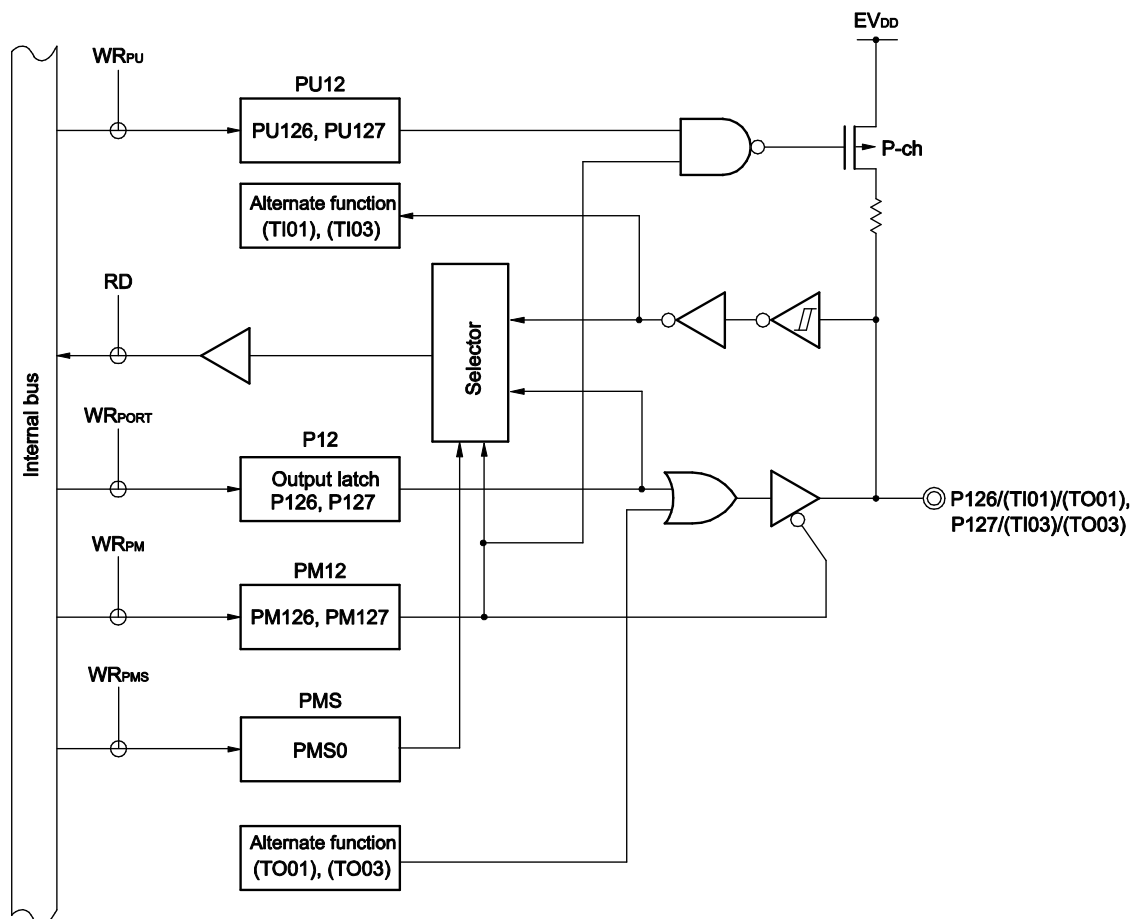 EVDD
WRPU
PU12
PU126, PU127
P-ch
Alternate function
(TI01), (TI03)
RD
Selector
Internal bus
WRPORT
P12
Output latch
P126, P127
P126/(TI01)/(TO01),
P127/(TI03)/(TO03)
WRPM
PM12
PM126, PM127
WRPMS
PMS
PMS0
Alternate function
(TO01), (TO03)